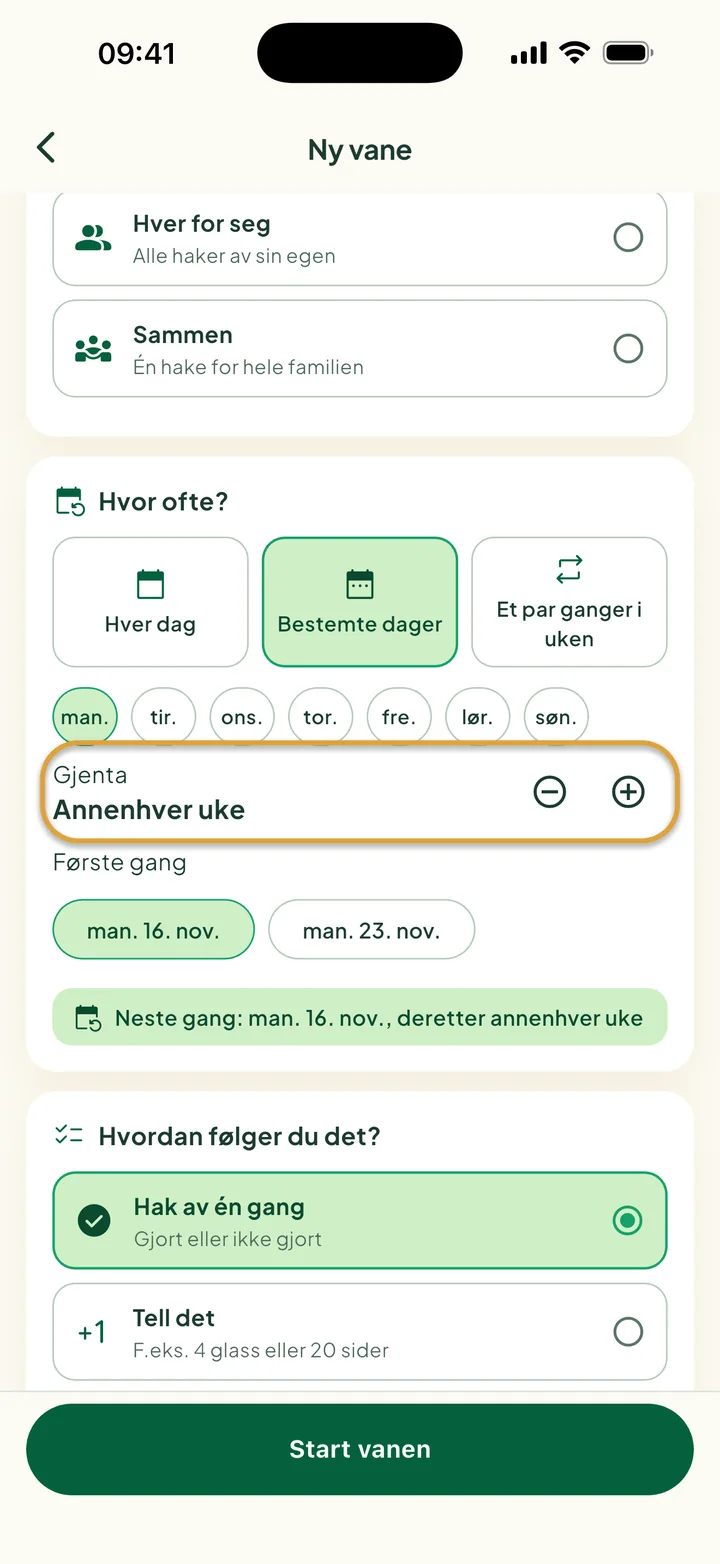 09:41
Ny vane
Hver for seg
Alle haker av sin egen
Sammen
Én hake for hele familien
Hvor ofte?
Hver dag
Bestemte dager
Et par ganger i
uken
man.
tir.
ons.
tor.
fre.
lør.
søn.
Gjenta
Annenhver uke
Første gang
man. 16. nov.
man. 23. nov.
Neste gang: man. 16. nov., deretter annenhver uke
Hvordan følger du det?
Hak av én gang
Gjort eller ikke gjort
+1
Tell det
F.eks. 4 glass eller 20 sider
Start vanen